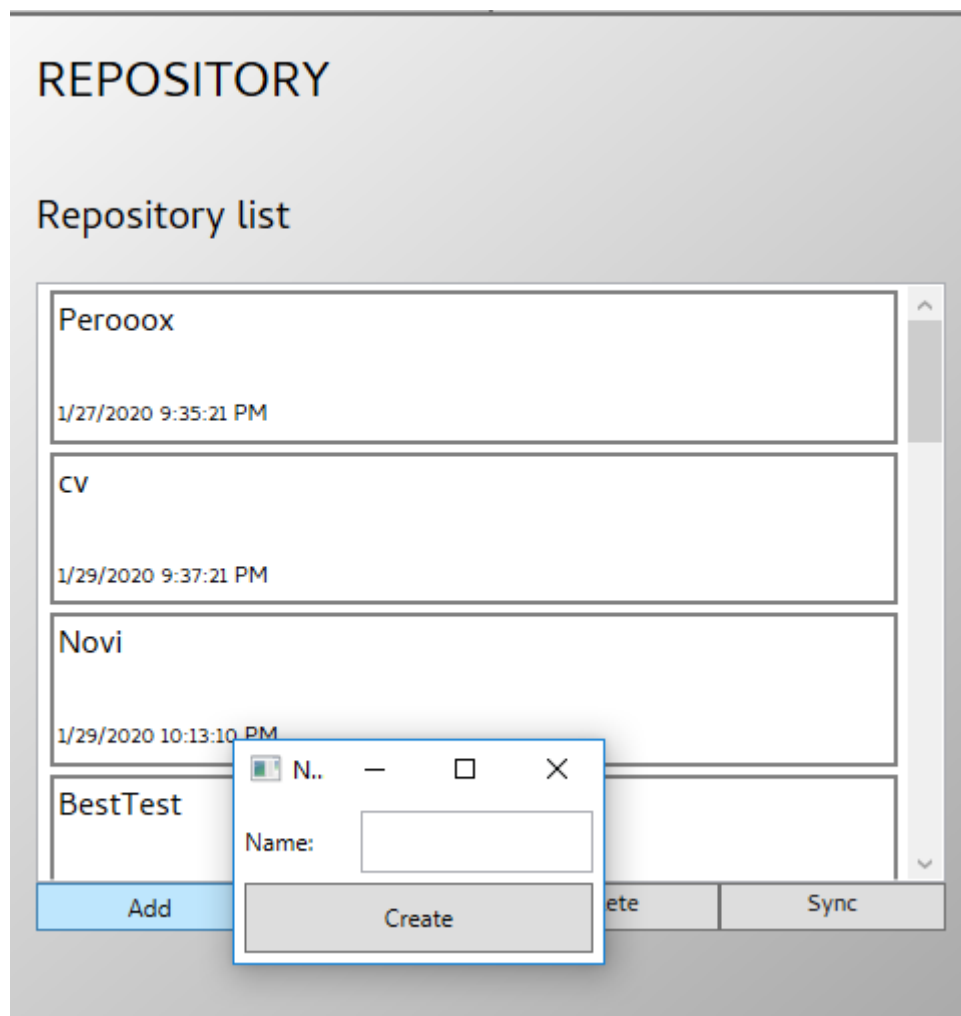 REPOSITORY
Repository list
Perooox
1/27/2020 9:35:21 PM
cv
1/29/2020 9:37:21 PM
Novi
1/29/2020 10:13:10 PM
BestTest
N..
Name:
Create
Add
ete
Sync